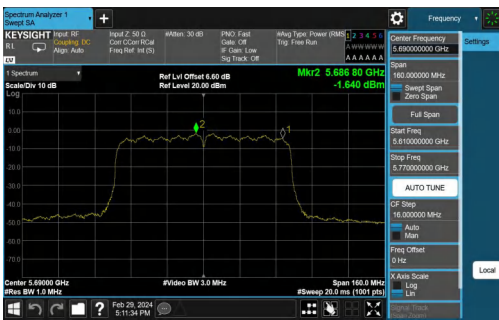 Spectrum Analyzer 1
Swept SA
Frequency
KEYSIGHT
RL
Input: RF
Coupling: DC
Align: Auto
Input Z: 50 Ω
Corr CCorr RCal
Freq Ref: Int (S)
#Atten: 30 dB
PNO: Fast
Gate: Off
IF Gain: Low
Sig Track: Off
#Avg Type: Power (RMS
Trig: Free Run
1 2 3 4 5 6
A W W W W W
A A A A A A
LVI
1 Spectrum
Scale/Div 10 dB
Log
Ref Lvl Offset 6.60 dB
Ref Level 20.00 dBm
Mkr2 5.686 80 GHz
-1.640 dBm
10.0
0.00
-10.0
-20.0
-30.0
-40.0
-50.0
-60.0
-70.0
2
1
Center 5.69000 GHz
#Res BW 1.0 MHz
#Video BW 3.0 MHz
Span 160.0 MHz
#Sweep 20.0 ms (1001 pts)
?
Feb 29, 2024
5:11:34 PM
Center Frequency
5.690000000 GHz
Span
160.000000 MHz
Swept Span
Zero Span
Full Span
Start Freq
5.610000000 GHz
Stop Freq
5.770000000 GHz
AUTO TUNE
CF Step
16.000000 MHz
Auto
Man
Freq Offset
0 Hz
X Axis Scale
Log
Lin
Signal Track
Settings
Local